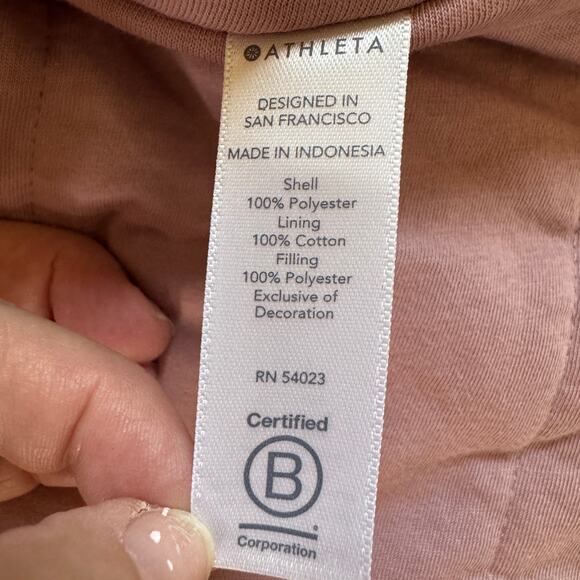 ATHLETA
DESIGNED IN
SAN FRANCISCO
MADE IN INDONESIA
Shell
100% Polyester
Lining
100% Cotton
Filling
100% Polyester
Exclusive of
Decoration
RN 54023
Certified
B
Corporation